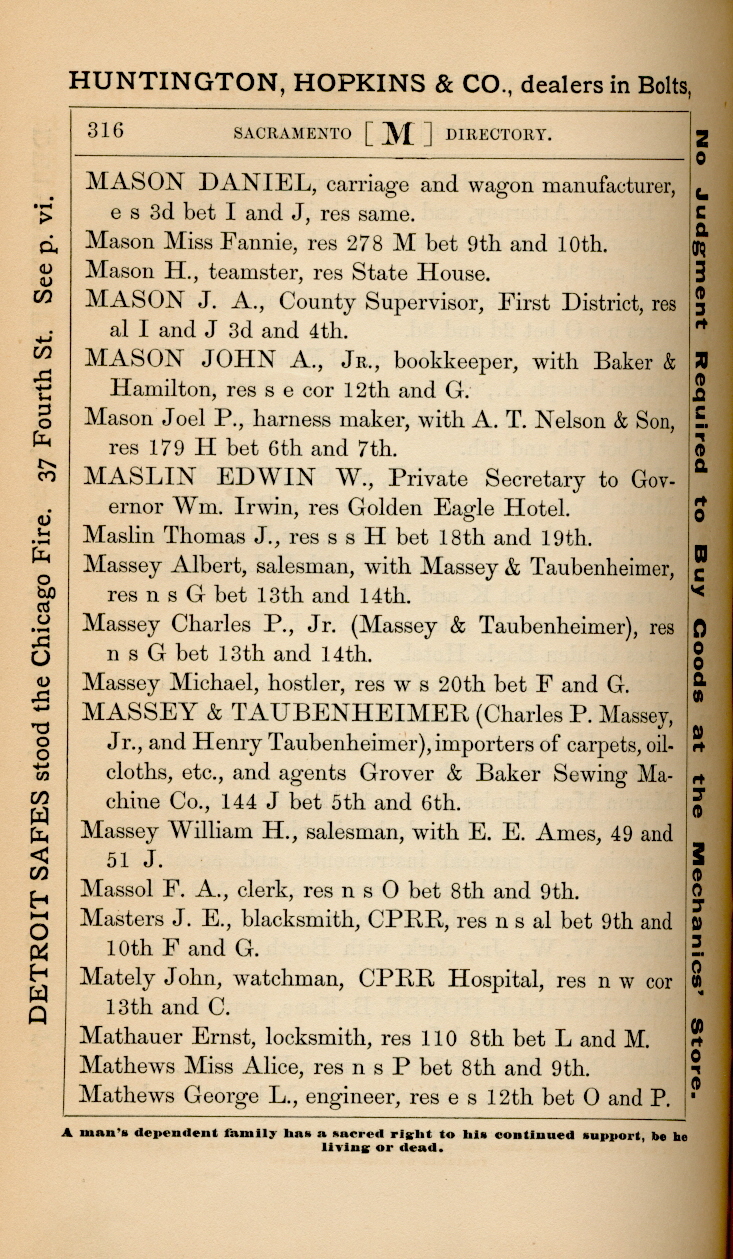 HUNTINGTON, HOPKINS & CO., dealers in Bolts,
316 SACRAMENTO [ M ] DIRECTORY.
MASON DANIEL, carriage and wagon manufacturer,
e s 3d bet I and J, res same.
Mason Miss Fannie, res 278 M bet 9th and 10th.
Mason H., teamster, res State House.
MASON J. A., County Supervisor, First District, res
al I and J 3d and 4th.
MASON JOHN A., JR., bookkeeper, with Baker &
Hamilton, res s e cor 12th and G.
Mason Joel P., harness maker, with A. T. Nelson & Son,
res 179 H bet 6th and 7th.
MASLIN EDWIN W., Private Secretary to Gov-
ernor Wm. Irwin, res Golden Eagle Hotel.
Maslin Thomas J., res s s H bet 18th and 19th.
Massey Albert, salesman, with Massey & Taubenheimer,
res n s G bet 13th and 14th.
Massey Charles P., Jr. (Massey & Taubenheimer), res
n s G bet 13th and 14th.
Massey Michael, hostler, res w s 20th bet F and G.
MASSEY & TAUBENHEIMER (Charles P. Massey,
Jr., and Henry Taubenheimer), importers of carpets, oil-
cloths, etc., and agents Grover & Baker Sewing Ma-
chine Co., 144 J bet 5th and 6th.
Massey William H., salesman, with E. E. Ames, 49 and
51 J.
Massol F. A., clerk, res n s O bet 8th and 9th.
Masters J. E., blacksmith, CPRR, res n s al bet 9th and
10th F and G.
Mately John, watchman, CPRR Hospital, res n w cor
13th and C.
Mathauer Ernst, locksmith, res 110 8th bet L and M.
Mathews Miss Alice, res n s P bet 8th and 9th.
Mathews George L., engineer, res e s 12th bet O and P.
A man's dependent family has a sacred right to his continued support, be he
living or dead.
DETROIT SAFES stood the Chicago Fire. 37 Fourth St. See p. vi.
No Judgment Required to Buy Goods at the Mechanics' Store.